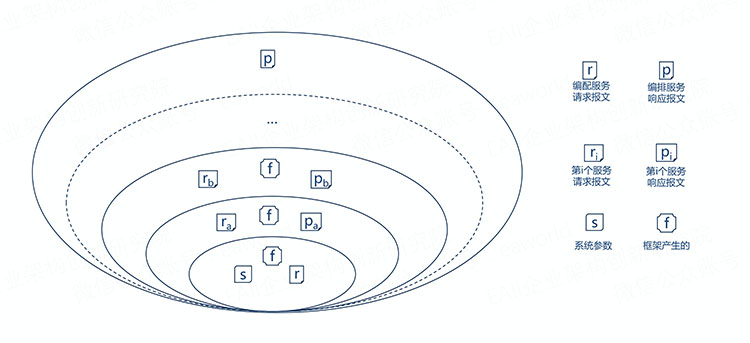 p
...
f
r_b
p_b
f
r_a
p_a
f
s
r
r
p
编配服务
请求报文
编排服务
响应报文
r_i
p_i
第i个服务
请求报文
第i个服务
响应报文
s
f
系统参数
框架产生的